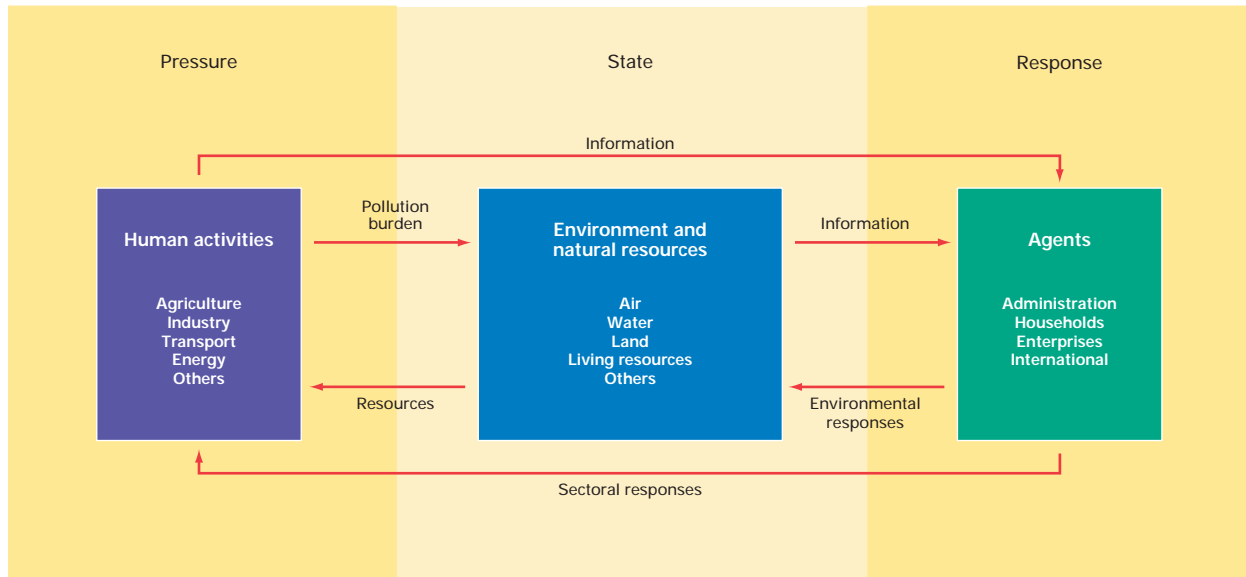 Pressure
State
Response
Information
Human activities
Agriculture
Industry
Transport
Energy
Others
Pollution
burden
Resources
Environment and
natural resources
Air
Water
Land
Living resources
Others
Information
Environmental
responses
Agents
Administration
Households
Enterprises
International
Sectoral responses